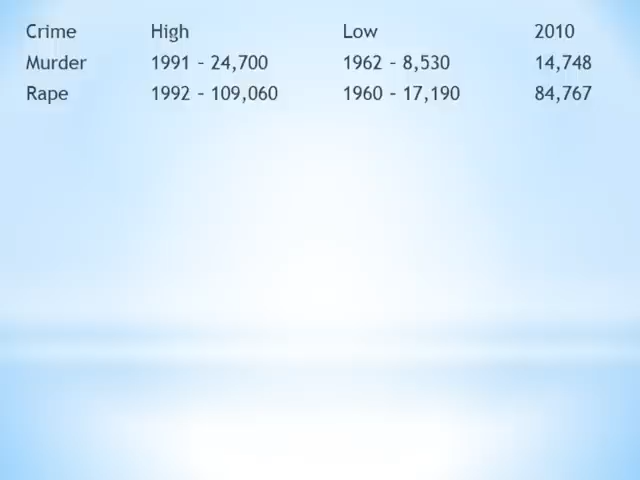 Crime High Low 2010
Murder 1991 – 24,700 1962 – 8,530 14,748
Rape 1992 – 109,060 1960 – 17,190 84,767